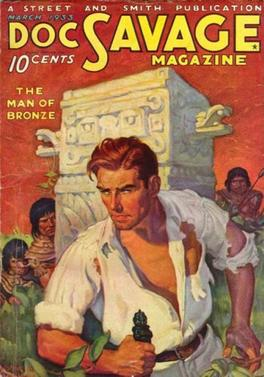 A STREET AND SMITH PUBLICATION
MARCH 1933
DOC SAVAGE
10 CENTS
MAGAZINE
THE
MAN OF
BRONZE